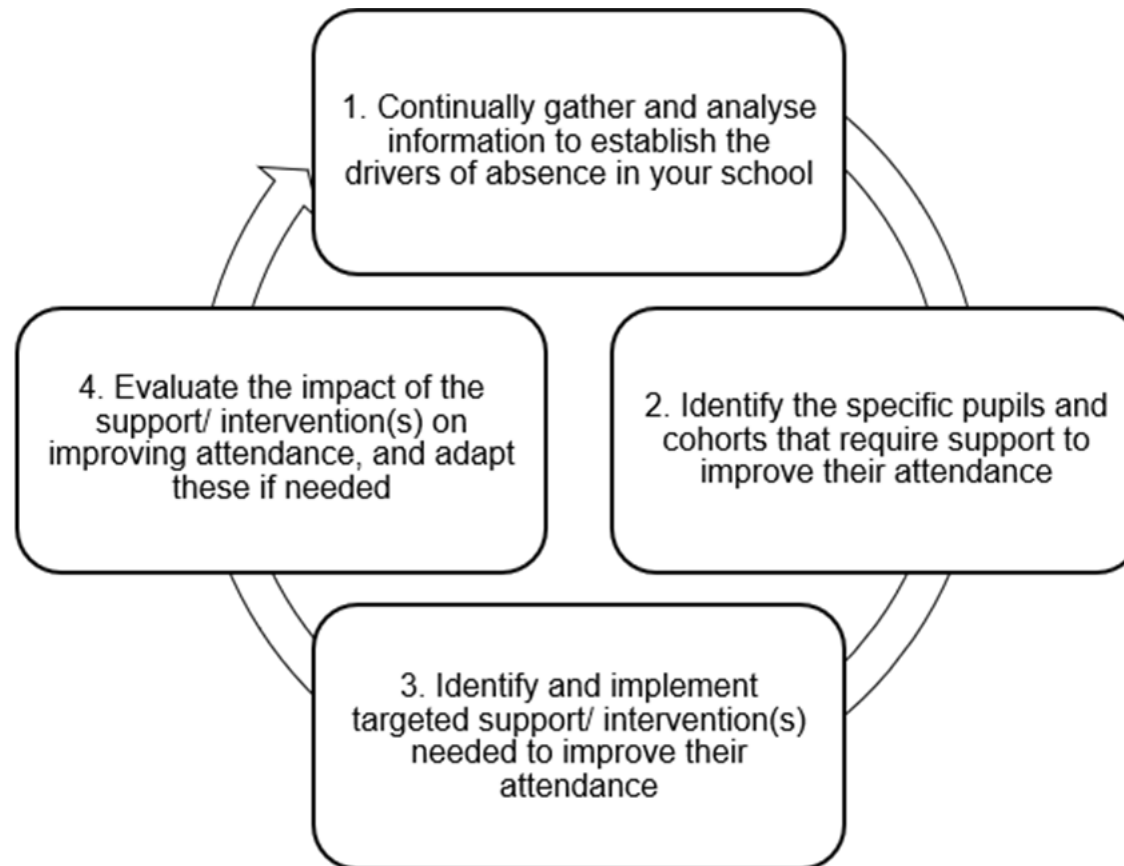 1. Continually gather and analyse
information to establish the
drivers of absence in your school
2. Identify the specific pupils and
cohorts that require support to
improve their attendance
3. Identify and implement
targeted support/ intervention(s)
needed to improve their
attendance
4. Evaluate the impact of the
support/ intervention(s) on
improving attendance, and adapt
these if needed